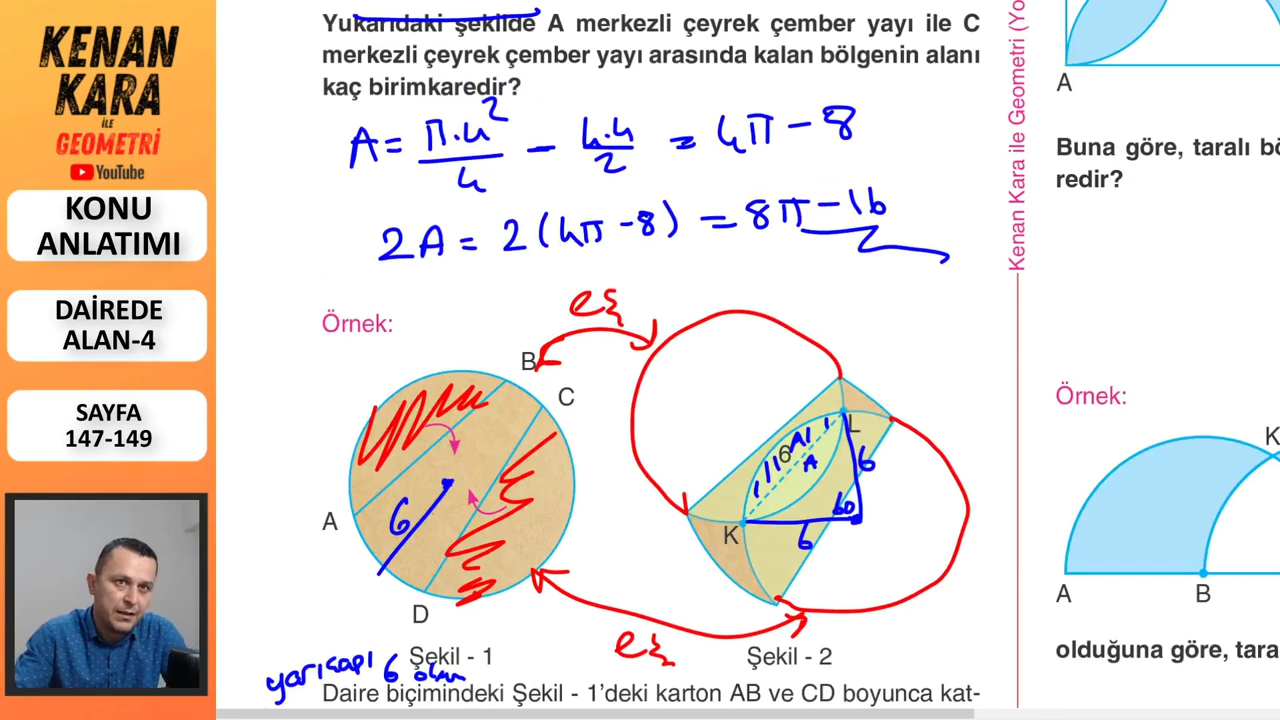 KENAN
KARA
İLE
GEOMETRİ
YouTube
KONU
ANLATIMI
DAİREDE
ALAN-4
SAYFA
147-149
Yukarıdaki şekilde A merkezli çeyrek çember yayı ile C
merkezli çeyrek çember yayı arasında kalan bölgenin alanı
kaç birimkaredir?
A = π.4²/4 - 4.4/2 = 4π - 8
2A = 2(4π - 8) = 8π - 16
Örnek:
eş
B
C
A
D
6
L
K
6
A
A
6
60
6
eş
Şekil - 1
Şekil - 2
yarıçapı 6 olsun
Daire biçimindeki Şekil - 1'deki karton AB ve CD boyunca kat-
Kenan Kara ile Geometri (Yo
A
Buna göre, taralı bö
redir?
Örnek:
K
A
B
olduğuna göre, tara